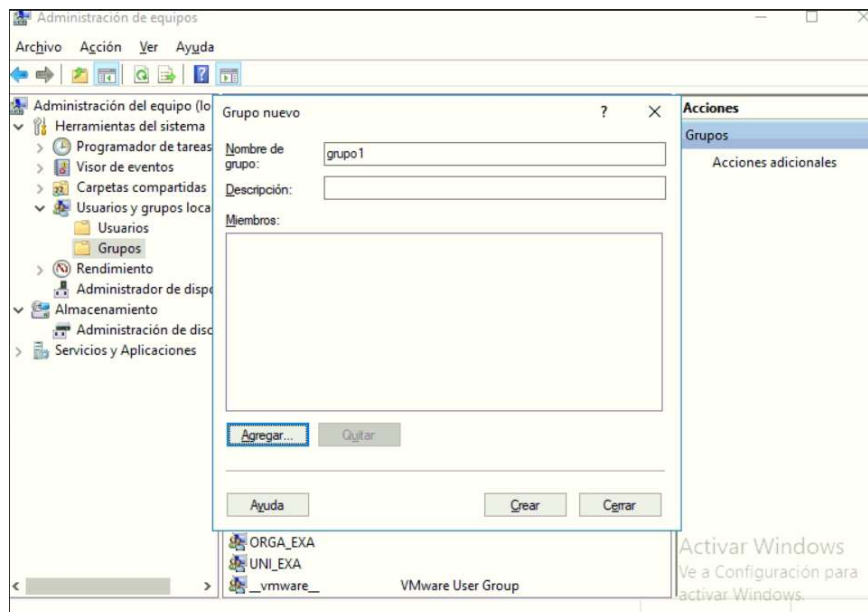 Administración de equipos
Archivo Acción Ver Ayuda
Administración del equipo (lo
Herramientas del sistema
Programador de tareas
Visor de eventos
Carpetas compartidas
Usuarios y grupos loca
Usuarios
Grupos
Rendimiento
Administrador de dispo
Almacenamiento
Administración de disc
Servicios y Aplicaciones
Grupo nuevo
Nombre de
grupo:
grupo1
Descripción:
Miembros:
Agregar... Quitar
Ayuda Crear Cerrar
ORGA_EXA
UNI_EXA
__vmware__ VMware User Group
Acciones
Grupos
Acciones adicionales
Activar Windows
Ve a Configuración para
activar Windows.